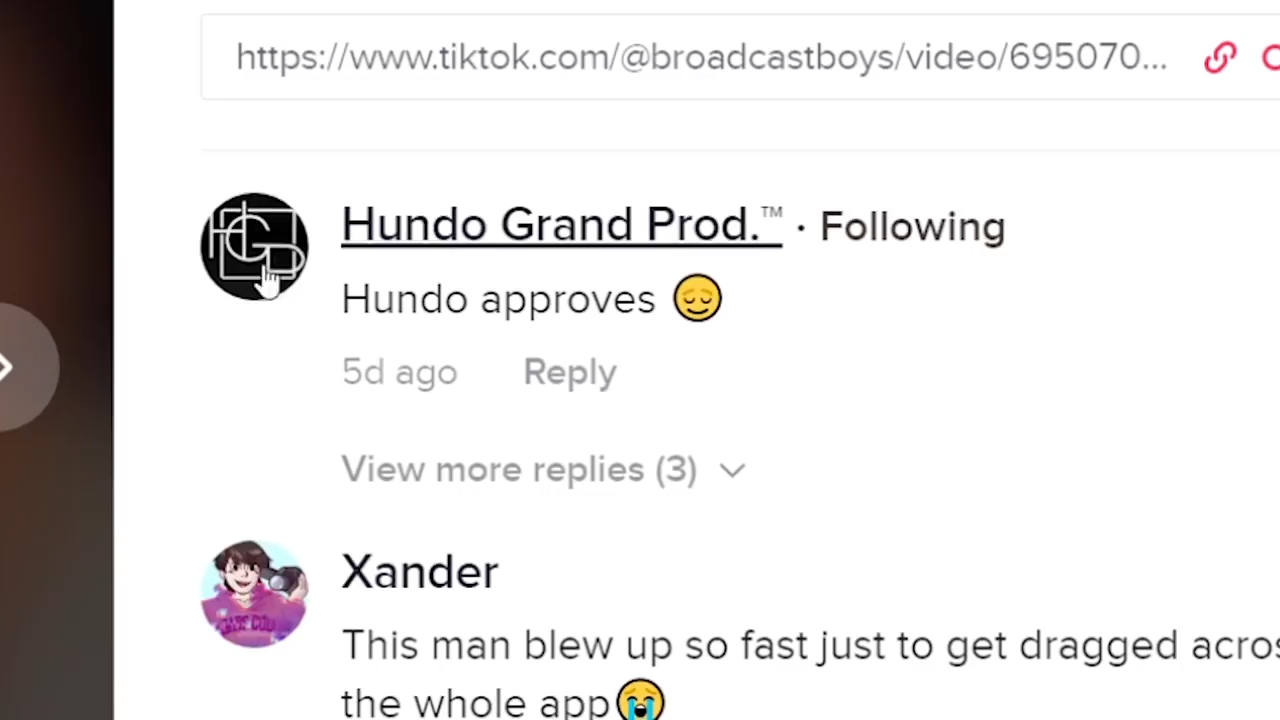 https://www.tiktok.com/@broadcastboys/video/695070...
Hundo Grand Prod.™ · Following
Hundo approves 😌
5d ago Reply
View more replies (3)
Xander
This man blew up so fast just to get dragged
the whole app😭